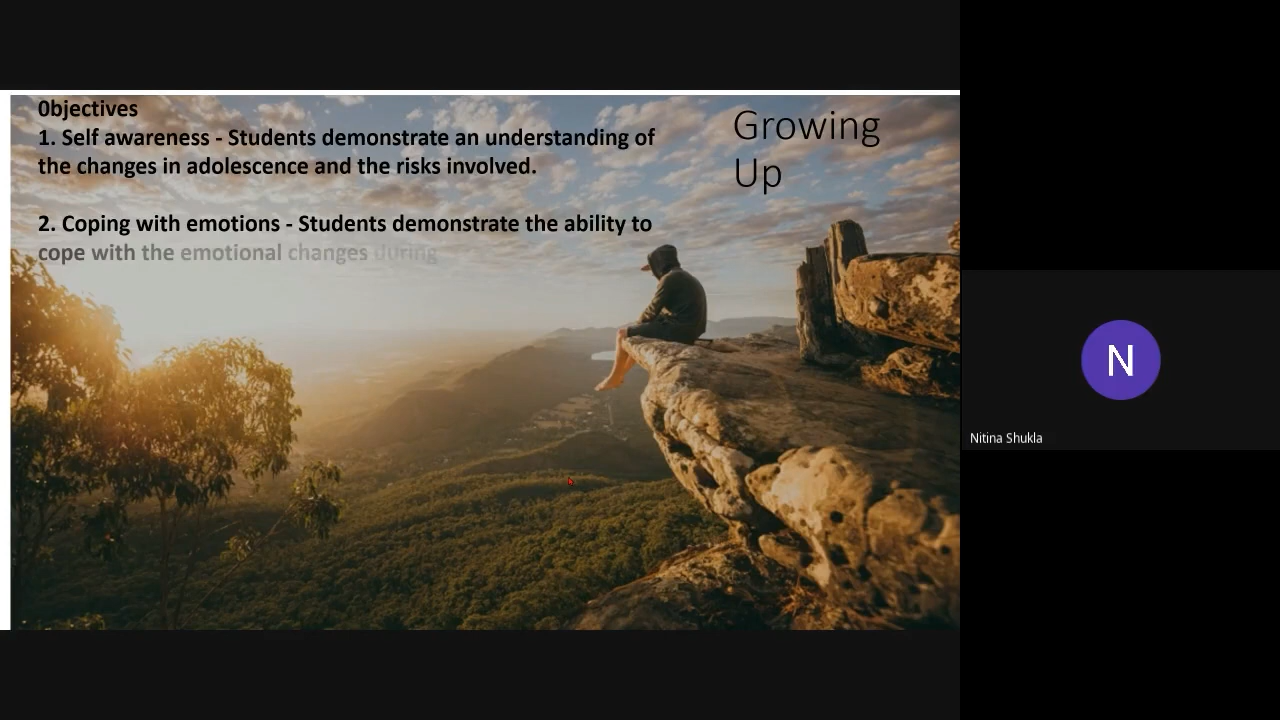 0bjectives
1. Self awareness - Students demonstrate an understanding of
the changes in adolescence and the risks involved.
2. Coping with emotions - Students demonstrate the ability to
cope with the emotional changes during
Growing
Up
N
Nitina Shukla